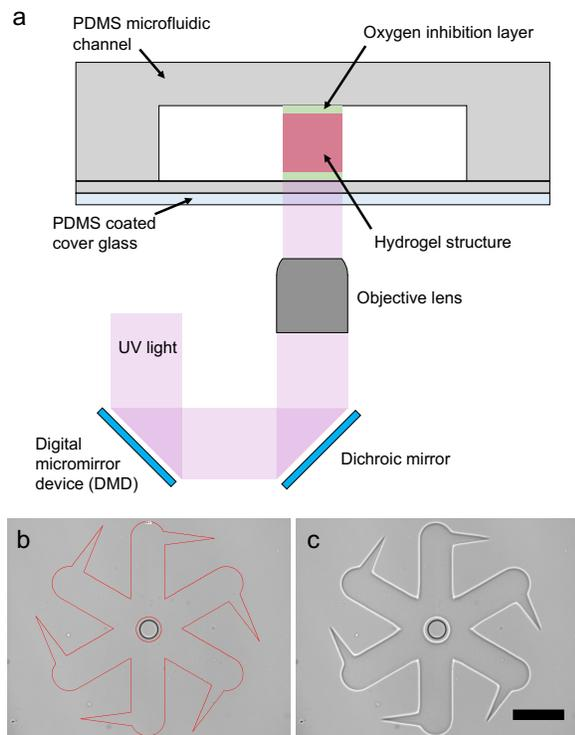 a
PDMS microfluidic
channel
Oxygen inhibition layer
PDMS coated
cover glass
Hydrogel structure
Objective lens
UV light
Digital
micromirror
device (DMD)
Dichroic mirror
b
c